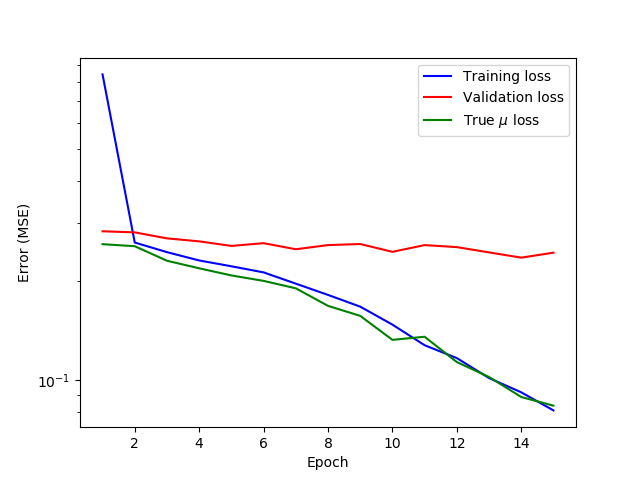 Training loss
Validation loss
True μ loss
Error (MSE)
10⁻¹
2 4 6 8 10 12 14
Epoch